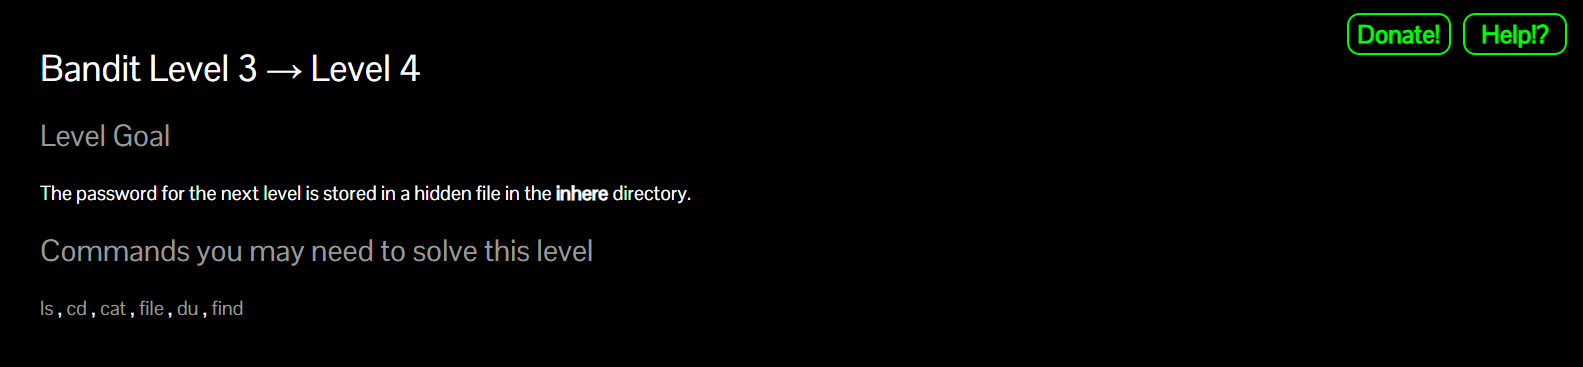 Donate! Help!?
Bandit Level 3 → Level 4
Level Goal
The password for the next level is stored in a hidden file in the inhere directory.
Commands you may need to solve this level
ls , cd , cat , file , du , find